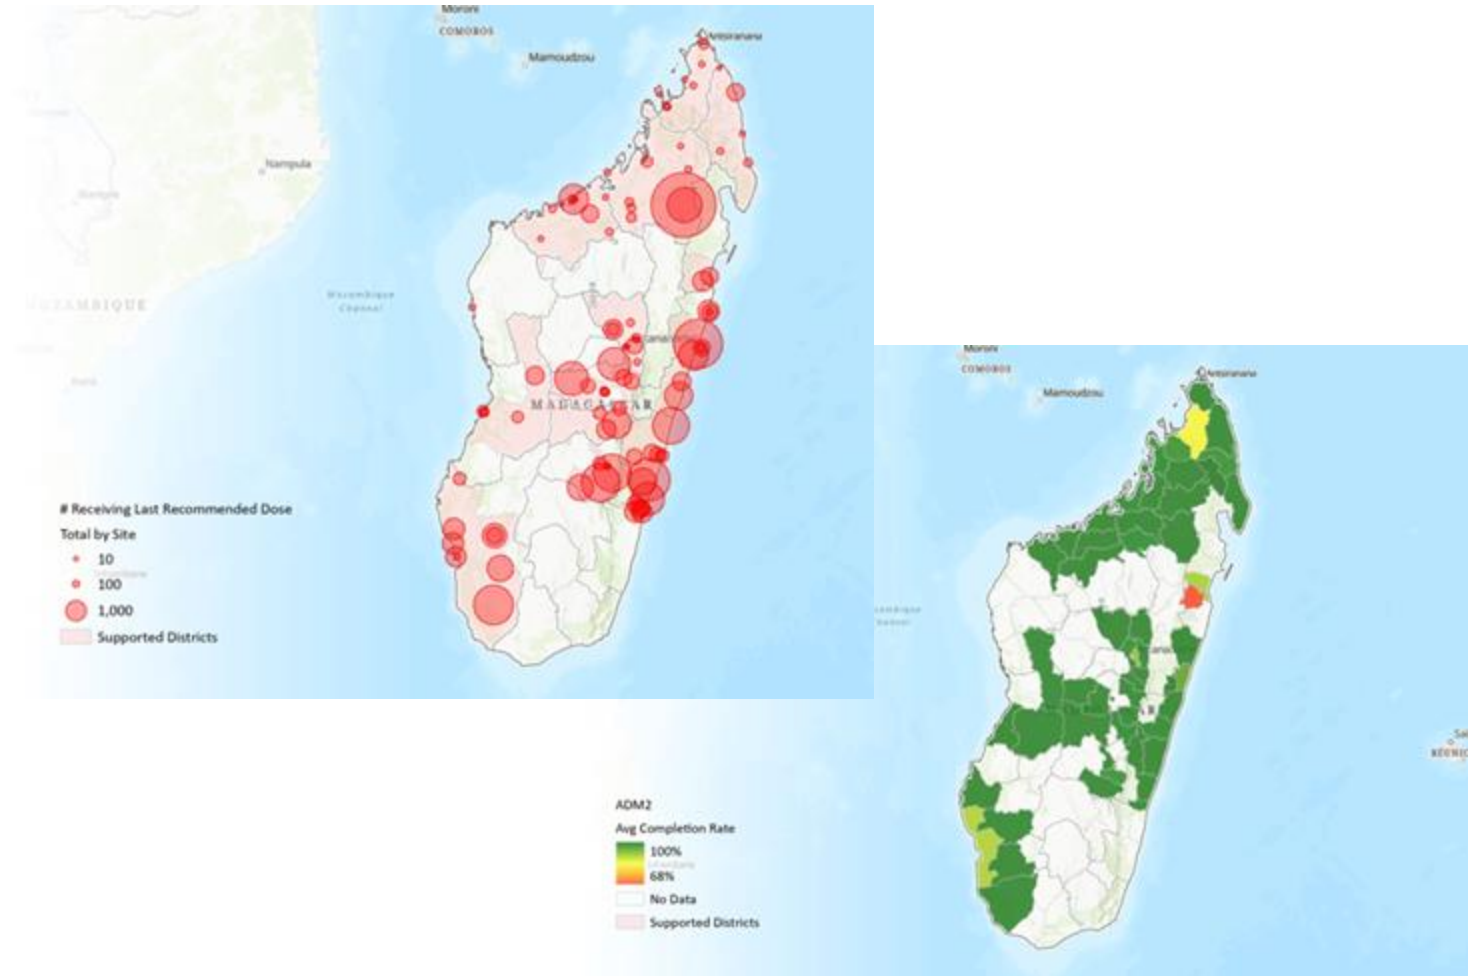 Moroni
COMOROS
Antsiranana
Mamoudzou
Nampula
MOZAMBIQUE
Mozambique
Channel
MADAGASCAR
# Receiving Last Recommended Dose
Total by Site
10
100
1,000
Supported Districts
Moroni
COMOROS
Antsiranana
Mamoudzou
ADM2
Avg Completion Rate
100%
68%
No Data
Supported Districts